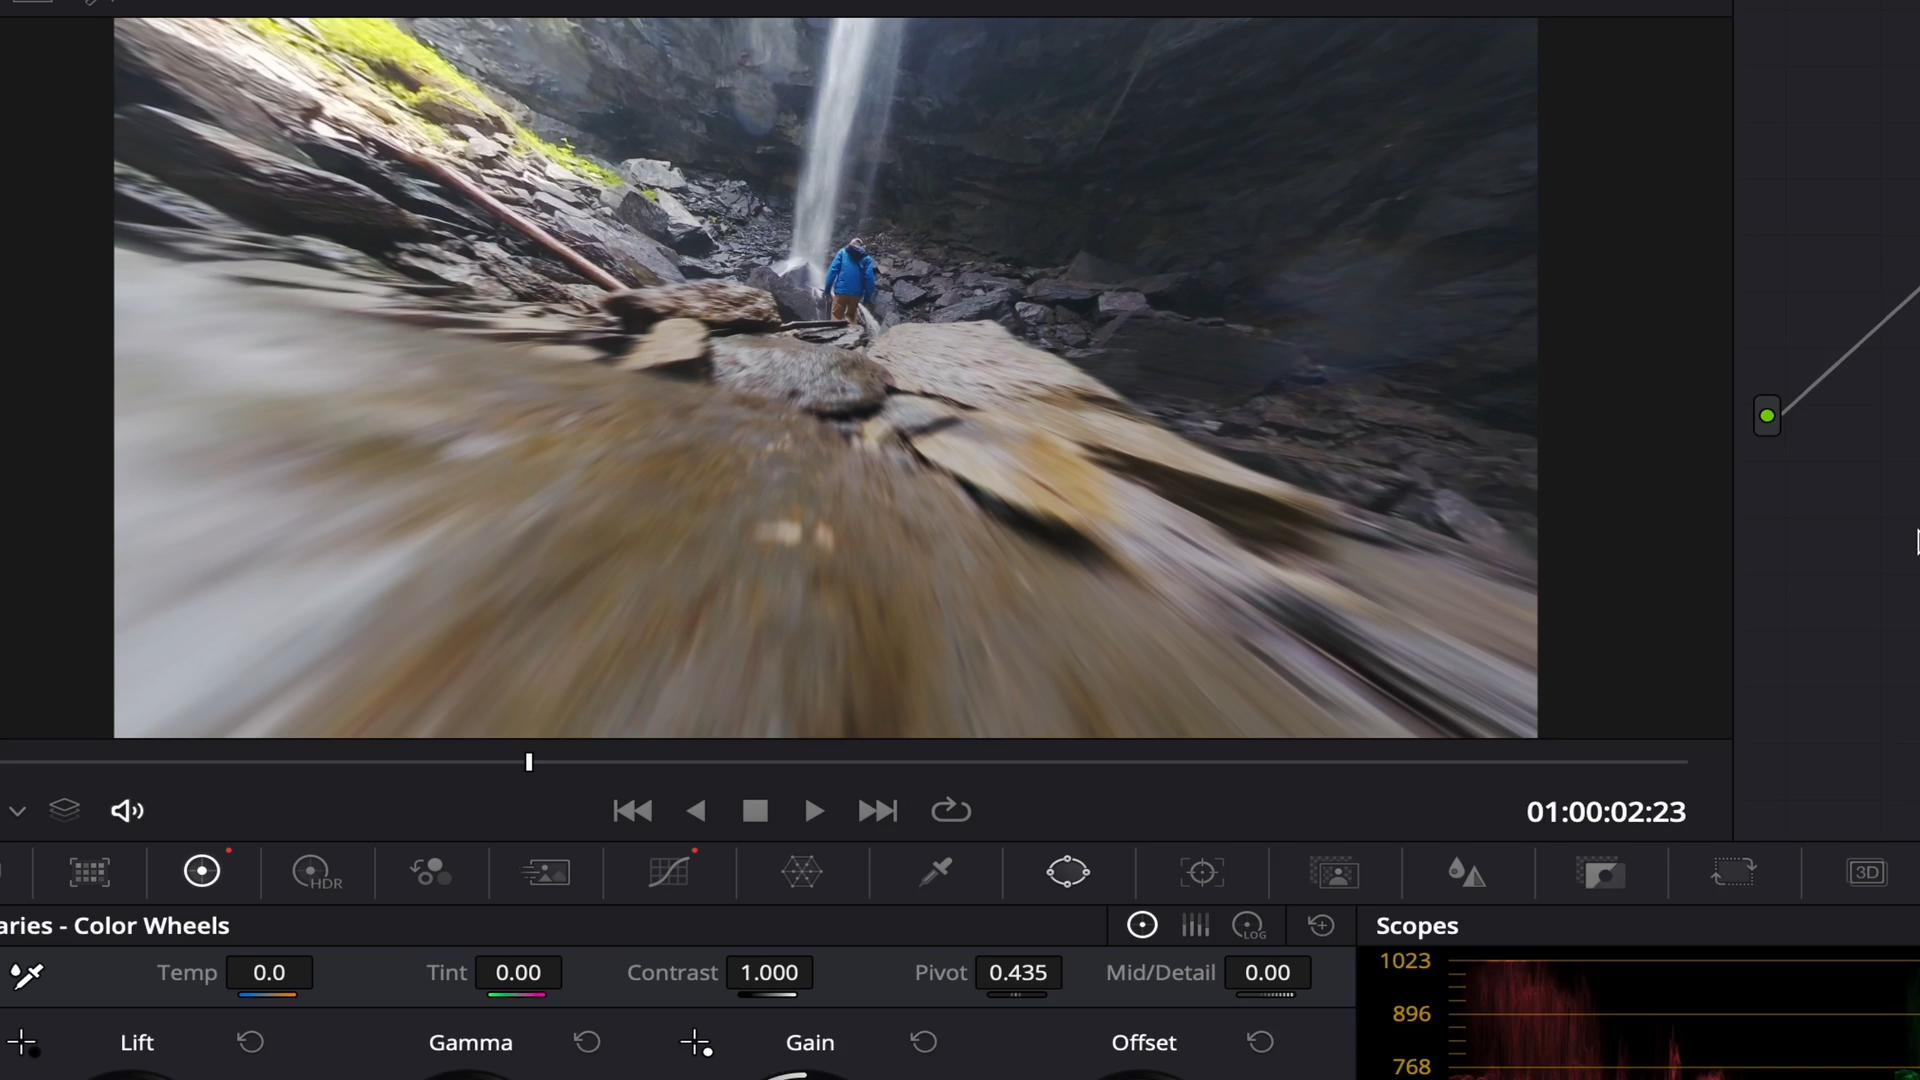 01:00:02:23
HDR
3D
aries - Color Wheels
LOG
Scopes
Temp 0.0 Tint 0.00 Contrast 1.000 Pivot 0.435 Mid/Detail 0.00
1023
896
768
Lift Gamma Gain Offset